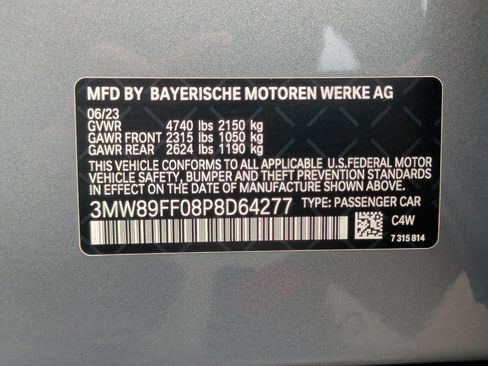 MFD BY BAYERISCHE MOTOREN WERKE AG
06/23
GVWR 4740 lbs 2150 kg
GAWR FRONT 2315 lbs 1050 kg
GAWR REAR 2624 lbs 1190 kg
THIS VEHICLE CONFORMS TO ALL APPLICABLE U.S.FEDERAL MOTOR
VEHICLE SAFETY, BUMPER AND THEFT PREVENTION STANDARDS
IN EFFECT ON THE DATE OF MANUFACTURE SHOWN ABOVE.
3MW89FF08P8D64277 TYPE: PASSENGER CAR
C4W
7 315 814